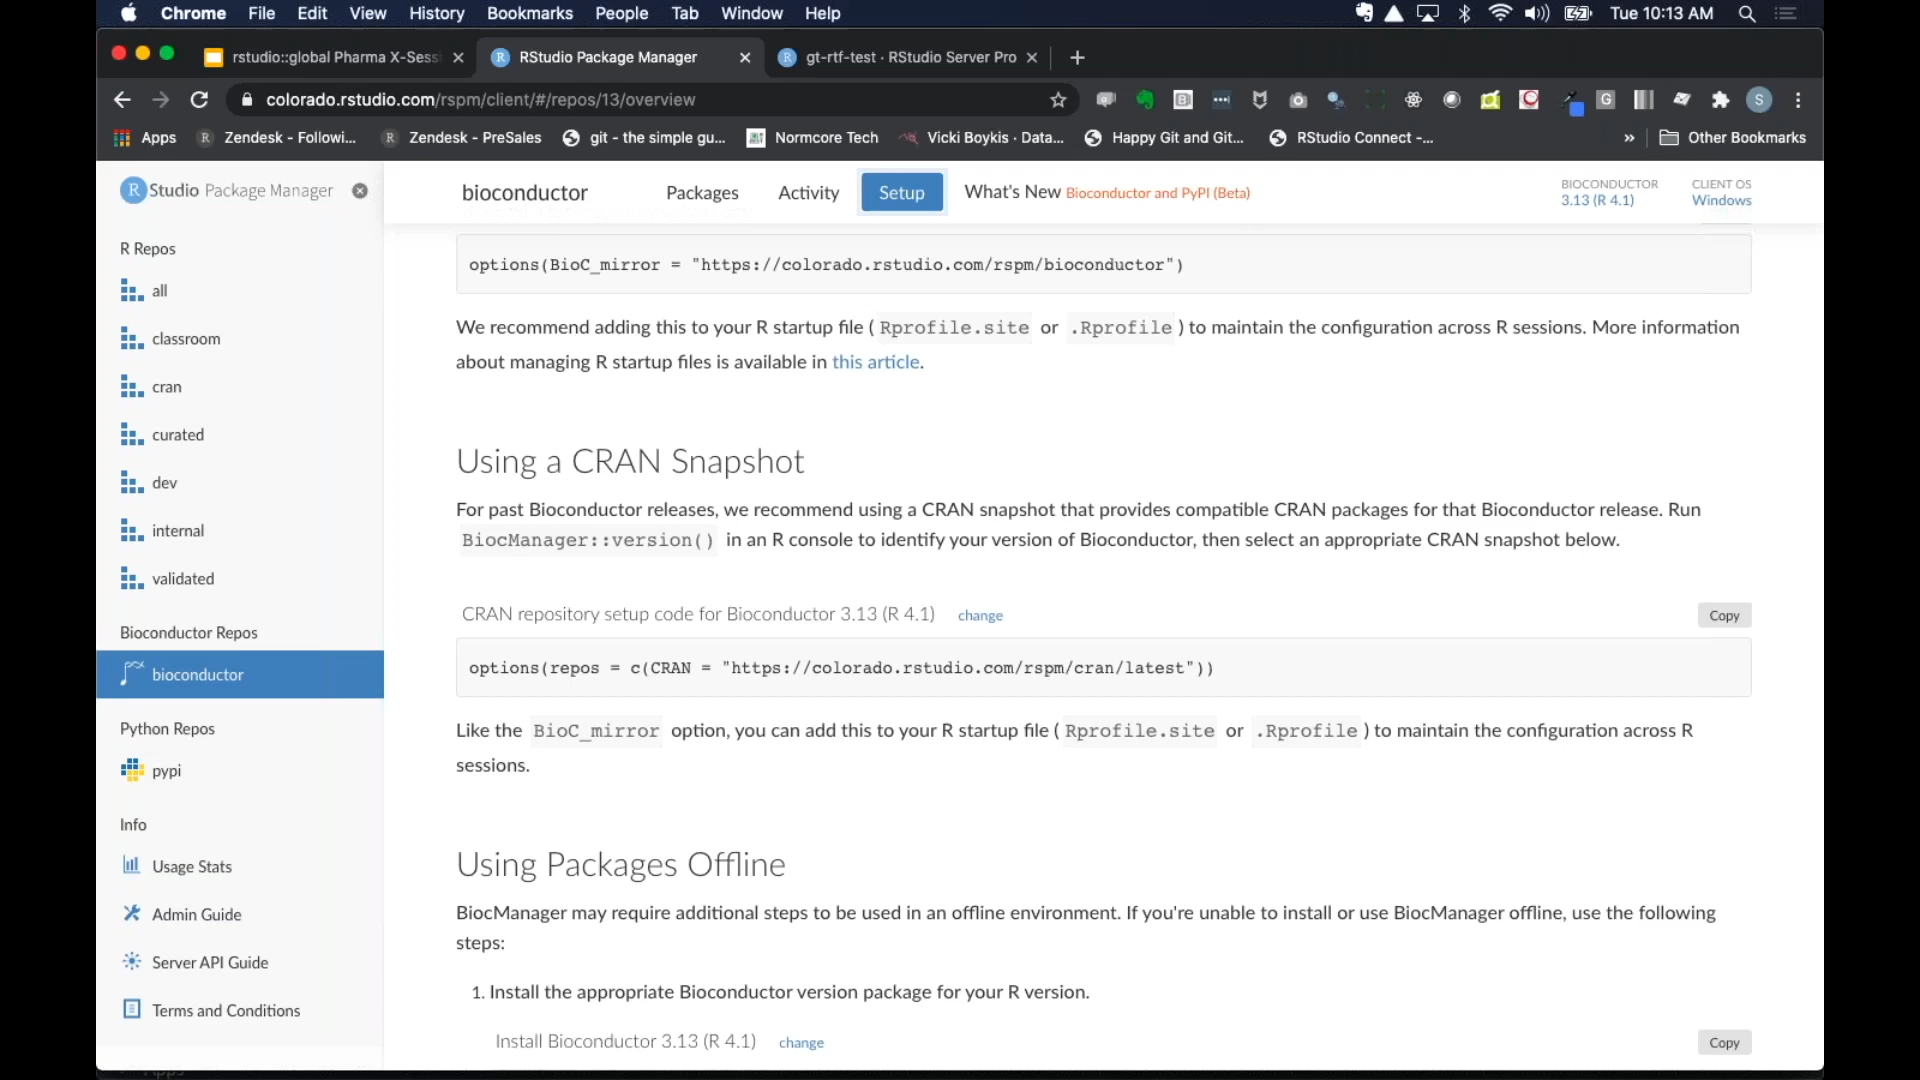 Chrome File Edit View History Bookmarks People Tab Window Help Tue 10:13 AM
rstudio::global Pharma X-Sessi RStudio Package Manager gt-rtf-test · RStudio Server Pro
colorado.rstudio.com/rspm/client/#/repos/13/overview
Apps Zendesk - Followi... Zendesk - PreSales git - the simple gu... Normcore Tech Vicki Boykis · Data... Happy Git and Git... RStudio Connect -... » Other Bookmarks
R Studio Package Manager
bioconductor Packages Activity Setup What's New Bioconductor and PyPI (Beta)
BIOCONDUCTOR
3.13 (R 4.1)
CLIENT OS
Windows
R Repos
all
classroom
cran
curated
dev
internal
validated
Bioconductor Repos
bioconductor
Python Repos
pypi
Info
Usage Stats
Admin Guide
Server API Guide
Terms and Conditions
options(BioC_mirror = "https://colorado.rstudio.com/rspm/bioconductor")
We recommend adding this to your R startup file ( Rprofile.site or .Rprofile ) to maintain the configuration across R sessions. More information
about managing R startup files is available in this article.
Using a CRAN Snapshot
For past Bioconductor releases, we recommend using a CRAN snapshot that provides compatible CRAN packages for that Bioconductor release. Run
BiocManager::version() in an R console to identify your version of Bioconductor, then select an appropriate CRAN snapshot below.
CRAN repository setup code for Bioconductor 3.13 (R 4.1) change Copy
options(repos = c(CRAN = "https://colorado.rstudio.com/rspm/cran/latest"))
Like the BioC_mirror option, you can add this to your R startup file ( Rprofile.site or .Rprofile ) to maintain the configuration across R
sessions.
Using Packages Offline
BiocManager may require additional steps to be used in an offline environment. If you're unable to install or use BiocManager offline, use the following
steps:
1. Install the appropriate Bioconductor version package for your R version.
Install Bioconductor 3.13 (R 4.1) change Copy